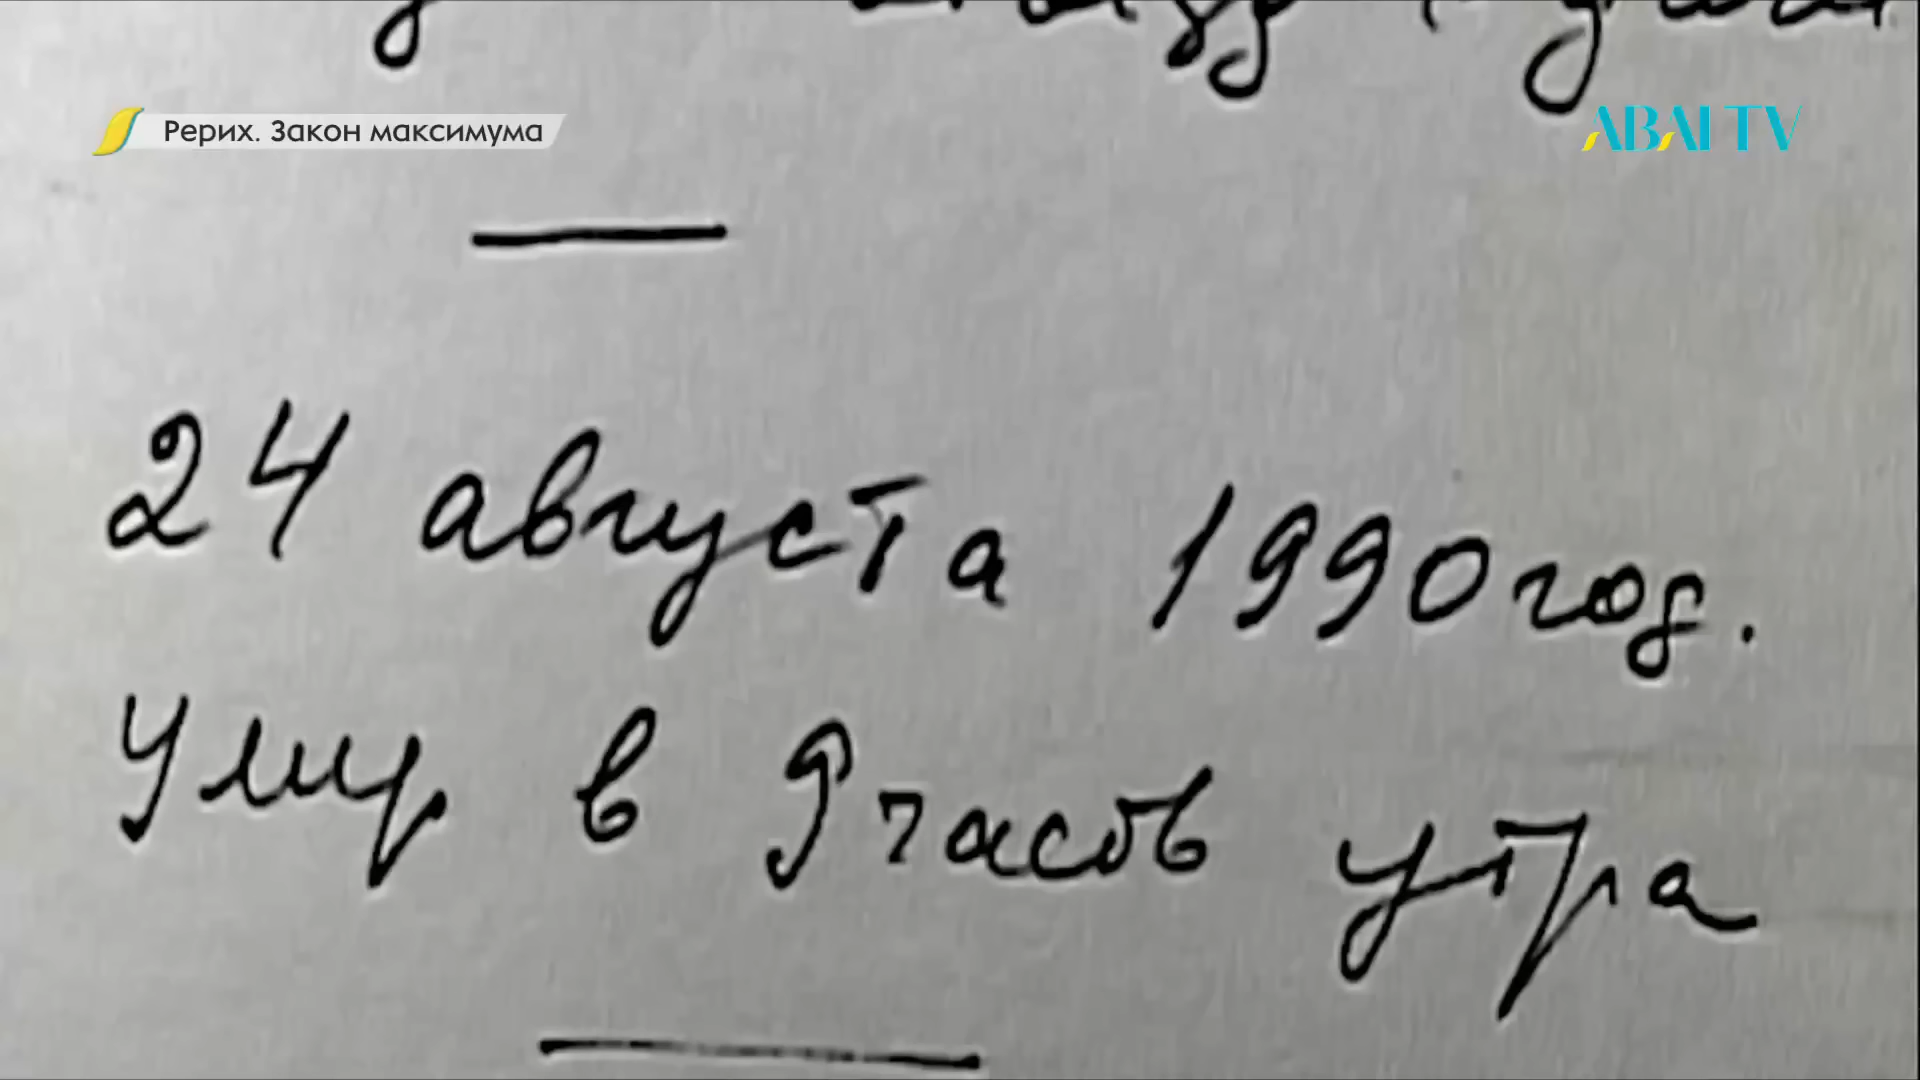 Рерих. Закон максимума
ABAI TV
24 августа 1990 год.
Умер в 9 часов утра